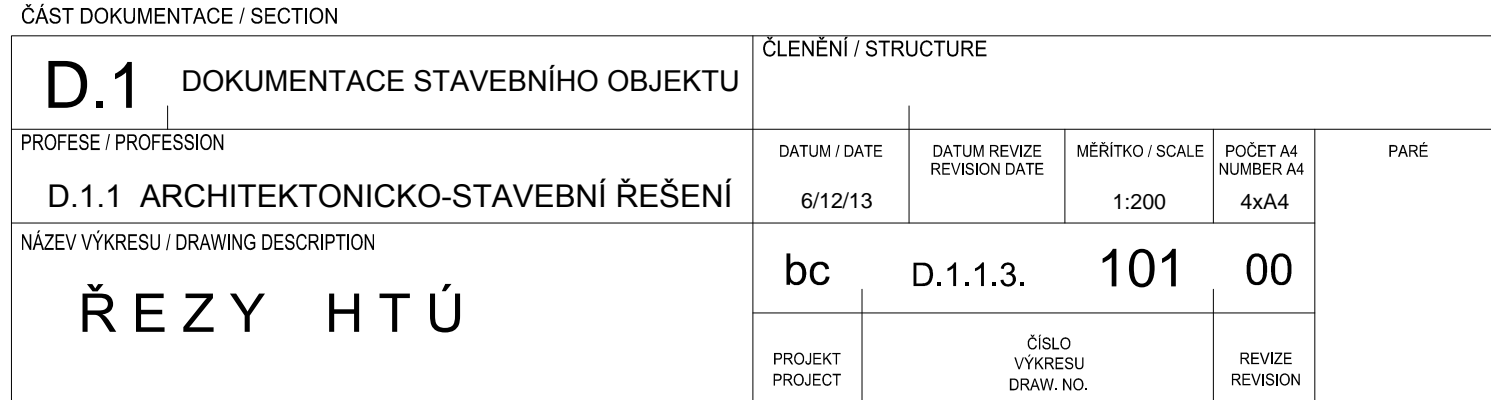 ČÁST DOKUMENTACE / SECTION
D.1 DOKUMENTACE STAVEBNÍHO OBJEKTU
ČLENĚNÍ / STRUCTURE
PROFESE / PROFESSION
D.1.1 ARCHITEKTONICKO-STAVEBNÍ ŘEŠENÍ
DATUM / DATE
6/12/13
DATUM REVIZE
REVISION DATE
MĚŘÍTKO / SCALE
1:200
POČET A4
NUMBER A4
4xA4
PARÉ
NÁZEV VÝKRESU / DRAWING DESCRIPTION
ŘEZY HTÚ
bc D.1.1.3. 101 00
PROJEKT
PROJECT
ČÍSLO
VÝKRESU
DRAW. NO.
REVIZE
REVISION